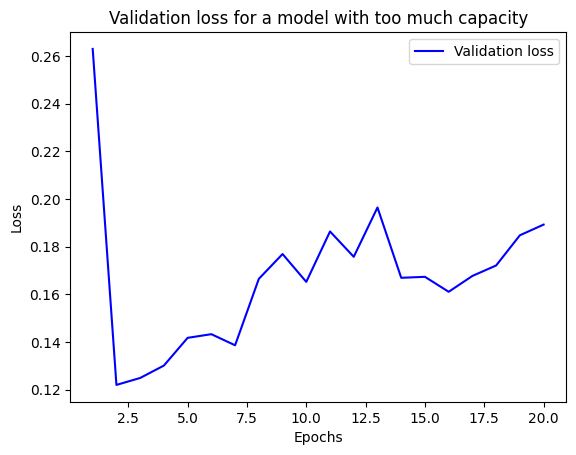 Validation loss for a model with too much capacity
Validation loss
0.26
0.24
0.22
0.20
0.18
0.16
0.14
0.12
Loss
2.5 5.0 7.5 10.0 12.5 15.0 17.5 20.0
Epochs